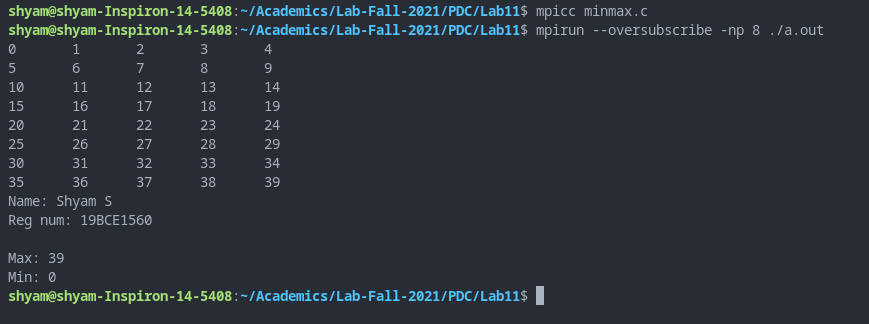 shyam@shyam-Inspiron-14-5408:~/Academics/Lab-Fall-2021/PDC/Lab11$ mpicc minmax.c
shyam@shyam-Inspiron-14-5408:~/Academics/Lab-Fall-2021/PDC/Lab11$ mpirun --oversubscribe -np 8 ./a.out
0 1 2 3 4
5 6 7 8 9
10 11 12 13 14
15 16 17 18 19
20 21 22 23 24
25 26 27 28 29
30 31 32 33 34
35 36 37 38 39
Name: Shyam S
Reg num: 19BCE1560
Max: 39
Min: 0
shyam@shyam-Inspiron-14-5408:~/Academics/Lab-Fall-2021/PDC/Lab11$